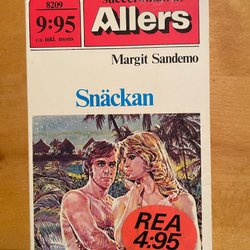 8209
9:95
ca inkl. moms
Allers
Margit Sandemo
Snäckan
REA
4:95